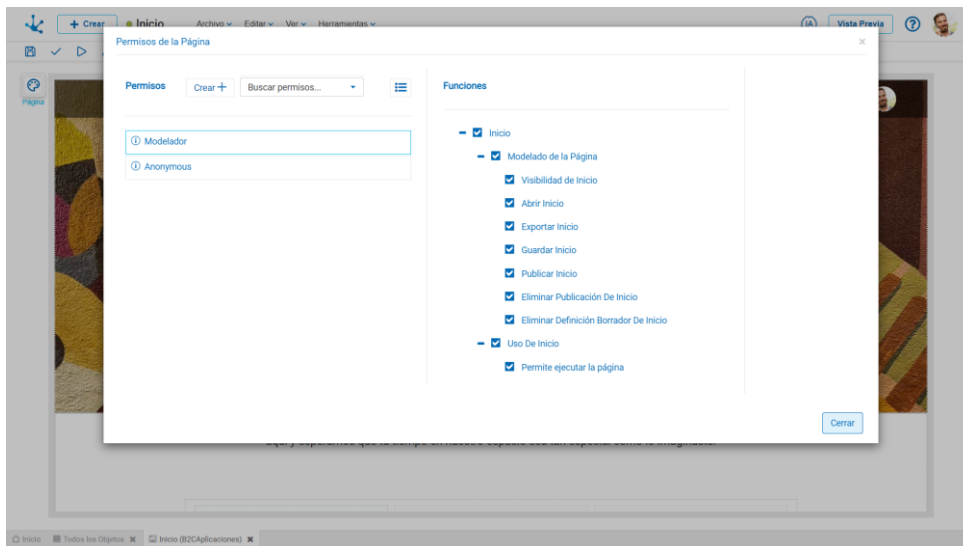 + Crear
Inicio
Archivo
Editar
Ver
Herramientas
(IA)
Vista Previa
?
Página
Permisos de la Página
×
Permisos
Crear +
Buscar permisos...
Modelador
Anonymous
Funciones
Inicio
Modelado de la Página
Visibilidad de Inicio
Abrir Inicio
Exportar Inicio
Guardar Inicio
Publicar Inicio
Eliminar Publicación De Inicio
Eliminar Definición Borrador De Inicio
Uso De Inicio
Permite ejecutar la página
Cerrar
Inicio
Todos los Objetos ✖
Inicio (B2CAplicaciones) ✖